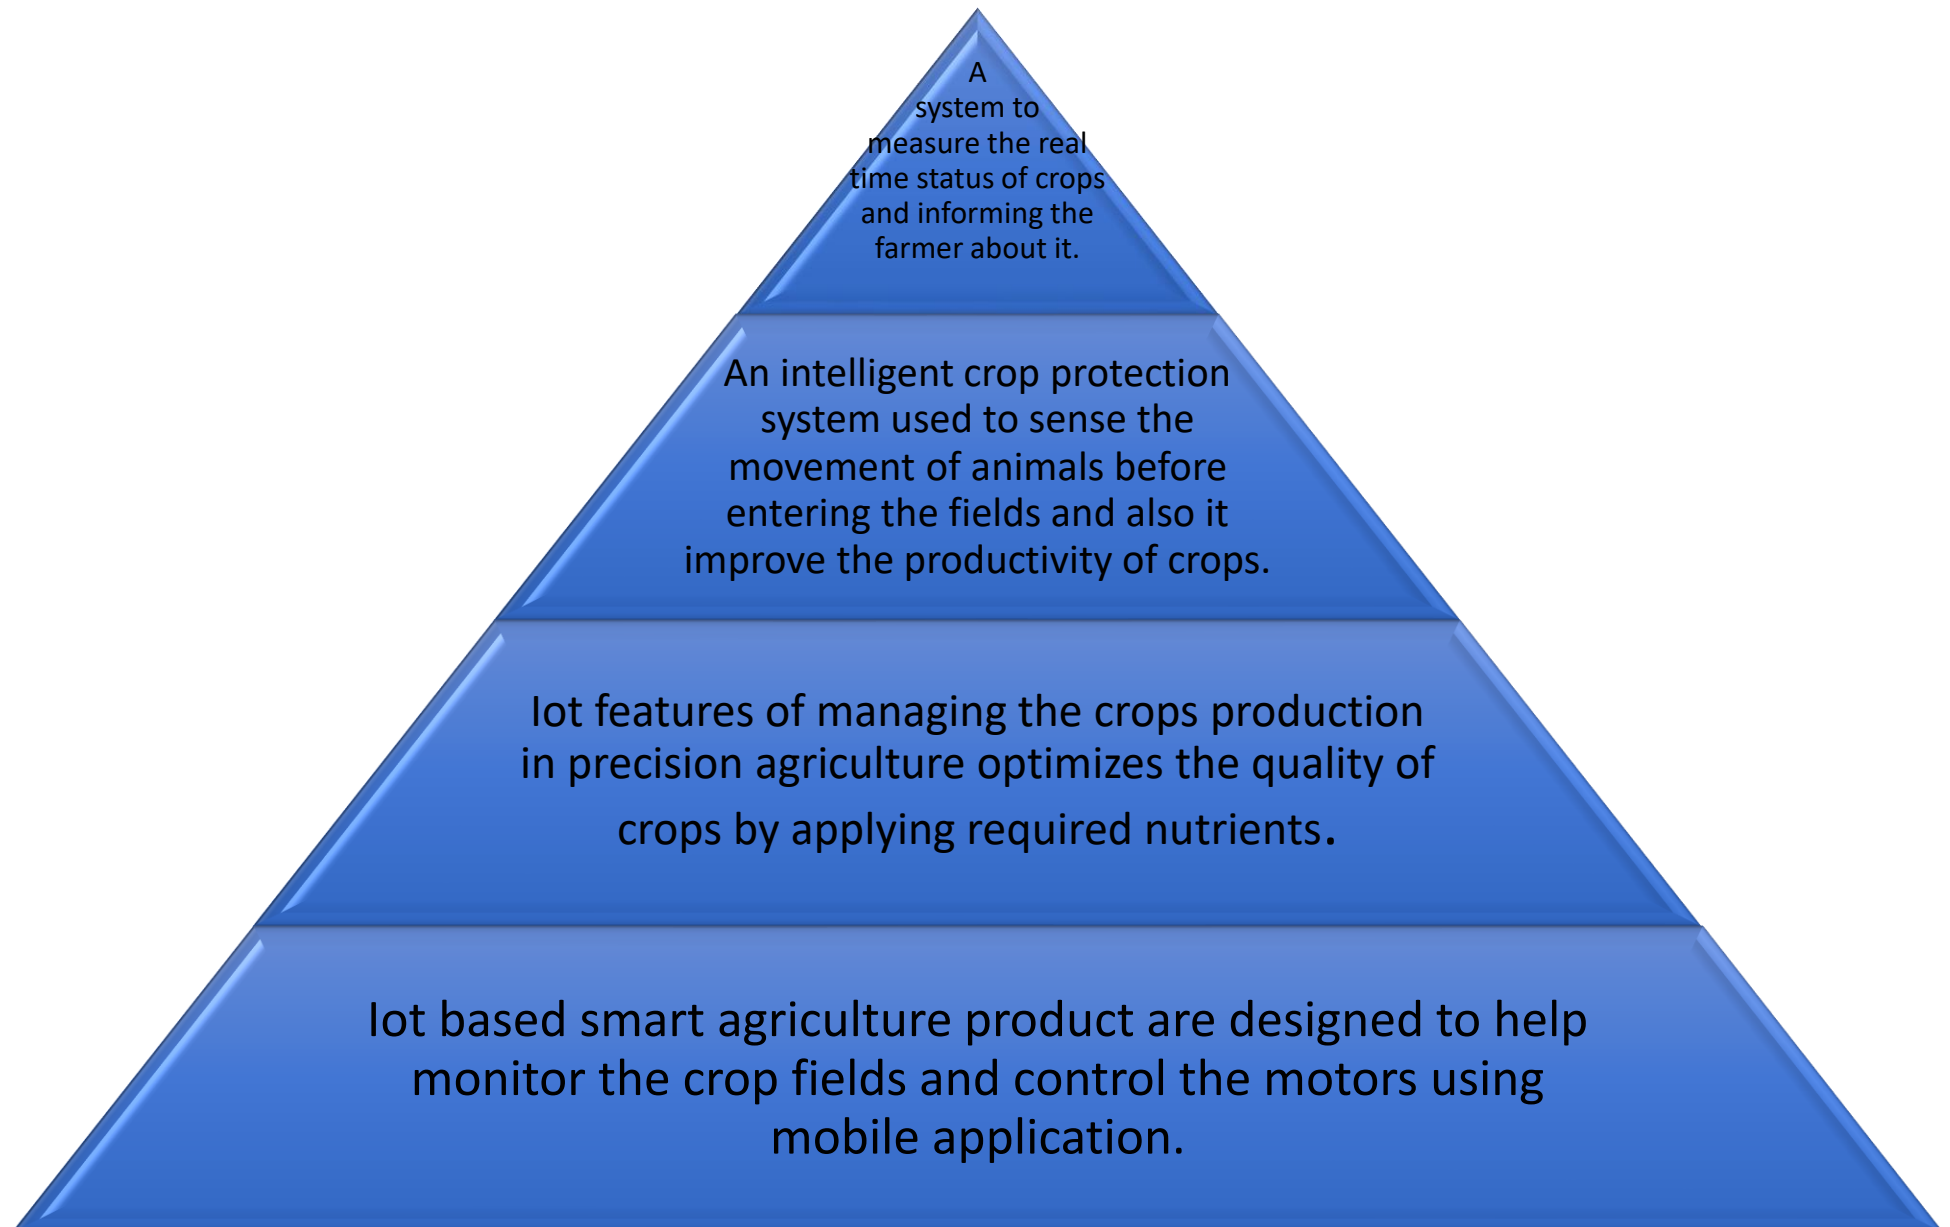 A
system to
measure the real
time status of crops
and informing the
farmer about it.
An intelligent crop protection
system used to sense the
movement of animals before
entering the fields and also it
improve the productivity of crops.
Iot features of managing the crops production
in precision agriculture optimizes the quality of
crops by applying required nutrients.
Iot based smart agriculture product are designed to help
monitor the crop fields and control the motors using
mobile application.